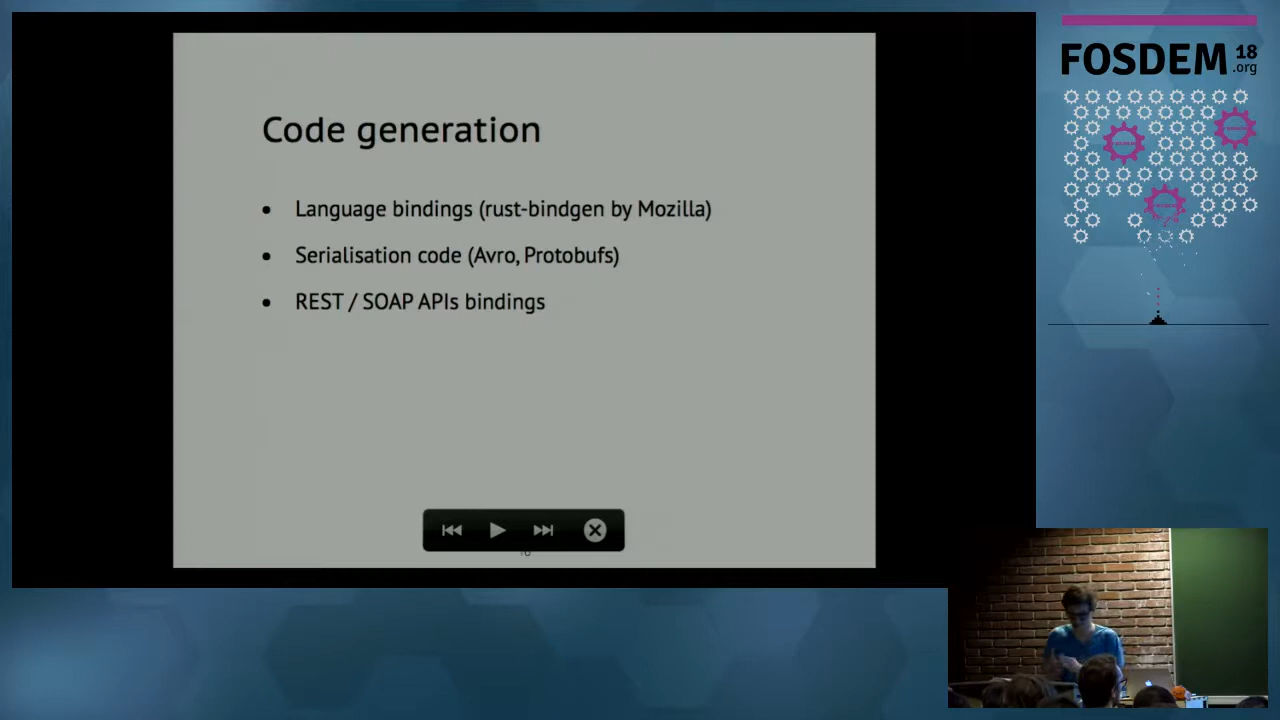 Code generation
• Language bindings (rust-bindgen by Mozilla)
• Serialisation code (Avro, Protobufs)
• REST / SOAP APIs bindings
FOSDEM 18
.org